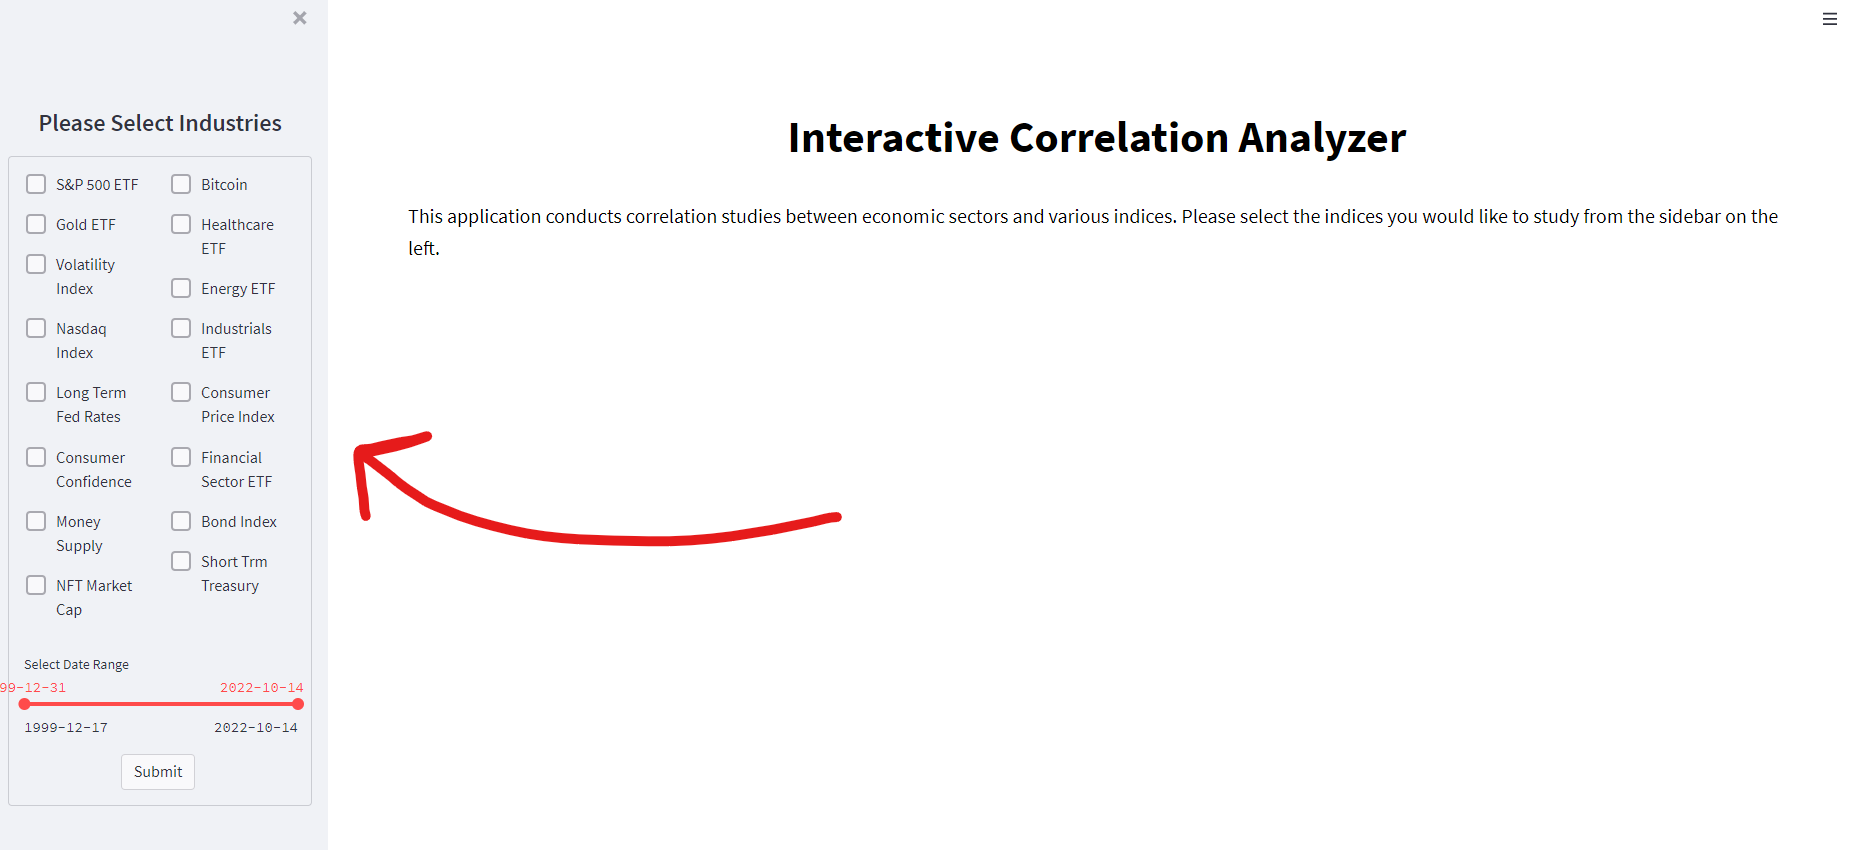 Please Select Industries
S&P 500 ETF
Gold ETF
Volatility
Index
Nasdaq
Index
Long Term
Fed Rates
Consumer
Confidence
Money
Supply
NFT Market
Cap
Bitcoin
Healthcare
ETF
Energy ETF
Industrials
ETF
Consumer
Price Index
Financial
Sector ETF
Bond Index
Short Trm
Treasury
Select Date Range
99-12-31 2022-10-14
1999-12-17 2022-10-14
Submit
Interactive Correlation Analyzer
This application conducts correlation studies between economic sectors and various indices. Please select the indices you would like to study from the sidebar on the
left.